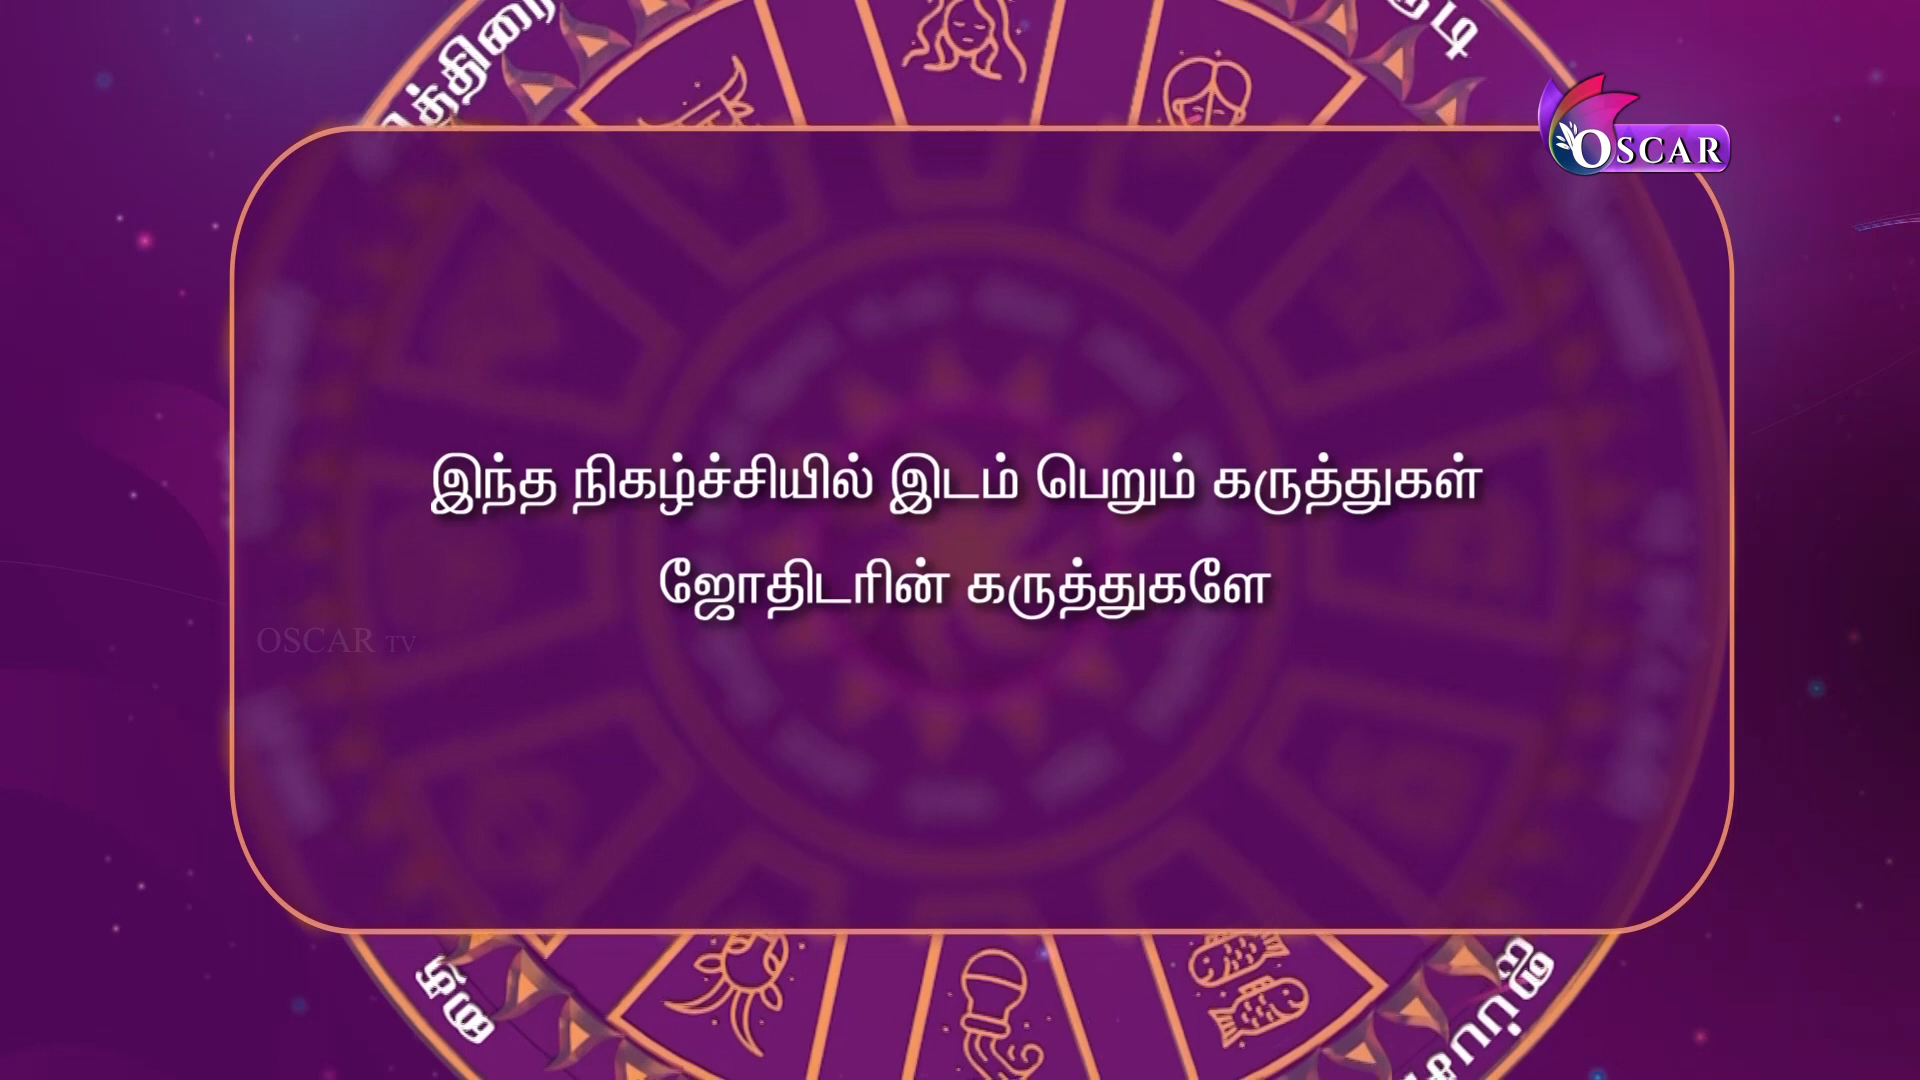 OSCAR
இந்த நிகழ்ச்சியில் இடம் பெறும் கருத்துகள்
ஜோதிடரின் கருத்துகளே
OSCAR TV